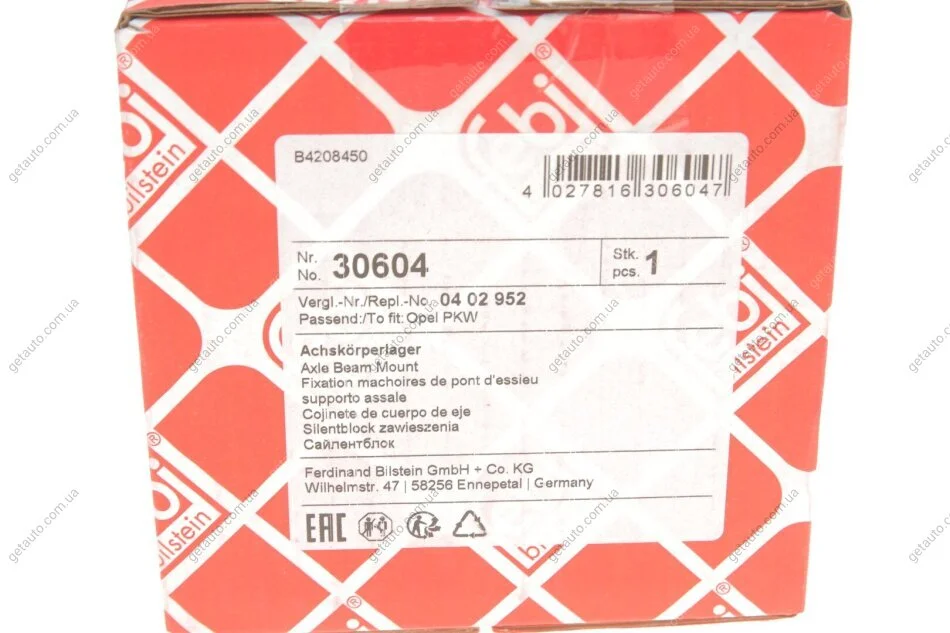 B4208450
4 027816 306047
Nr.
No. 30604
Stk.
pcs. 1
Vergl.-Nr./Repl.-No. 04 02 952
Passend:/To fit: Opel PKW
Achskörperlager
Axle Beam Mount
Fixation machoires de pont d'essieu
supporto assale
Cojinete de cuerpo de eje
Silentblock zawieszenia
Сайлентблок
Ferdinand Bilstein GmbH + Co. KG
Wilhelmstr. 47 | 58256 Ennepetal | Germany
EAC
bilstein
bilstein
getauto.com.ua